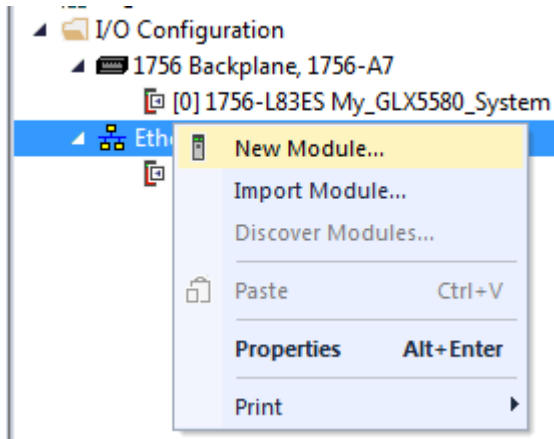 I/O Configuration
1756 Backplane, 1756-A7
[0] 1756-L83ES My_GLX5580_System
New Module...
Import Module...
Discover Modules...
Paste Ctrl+V
Properties Alt+Enter
Print